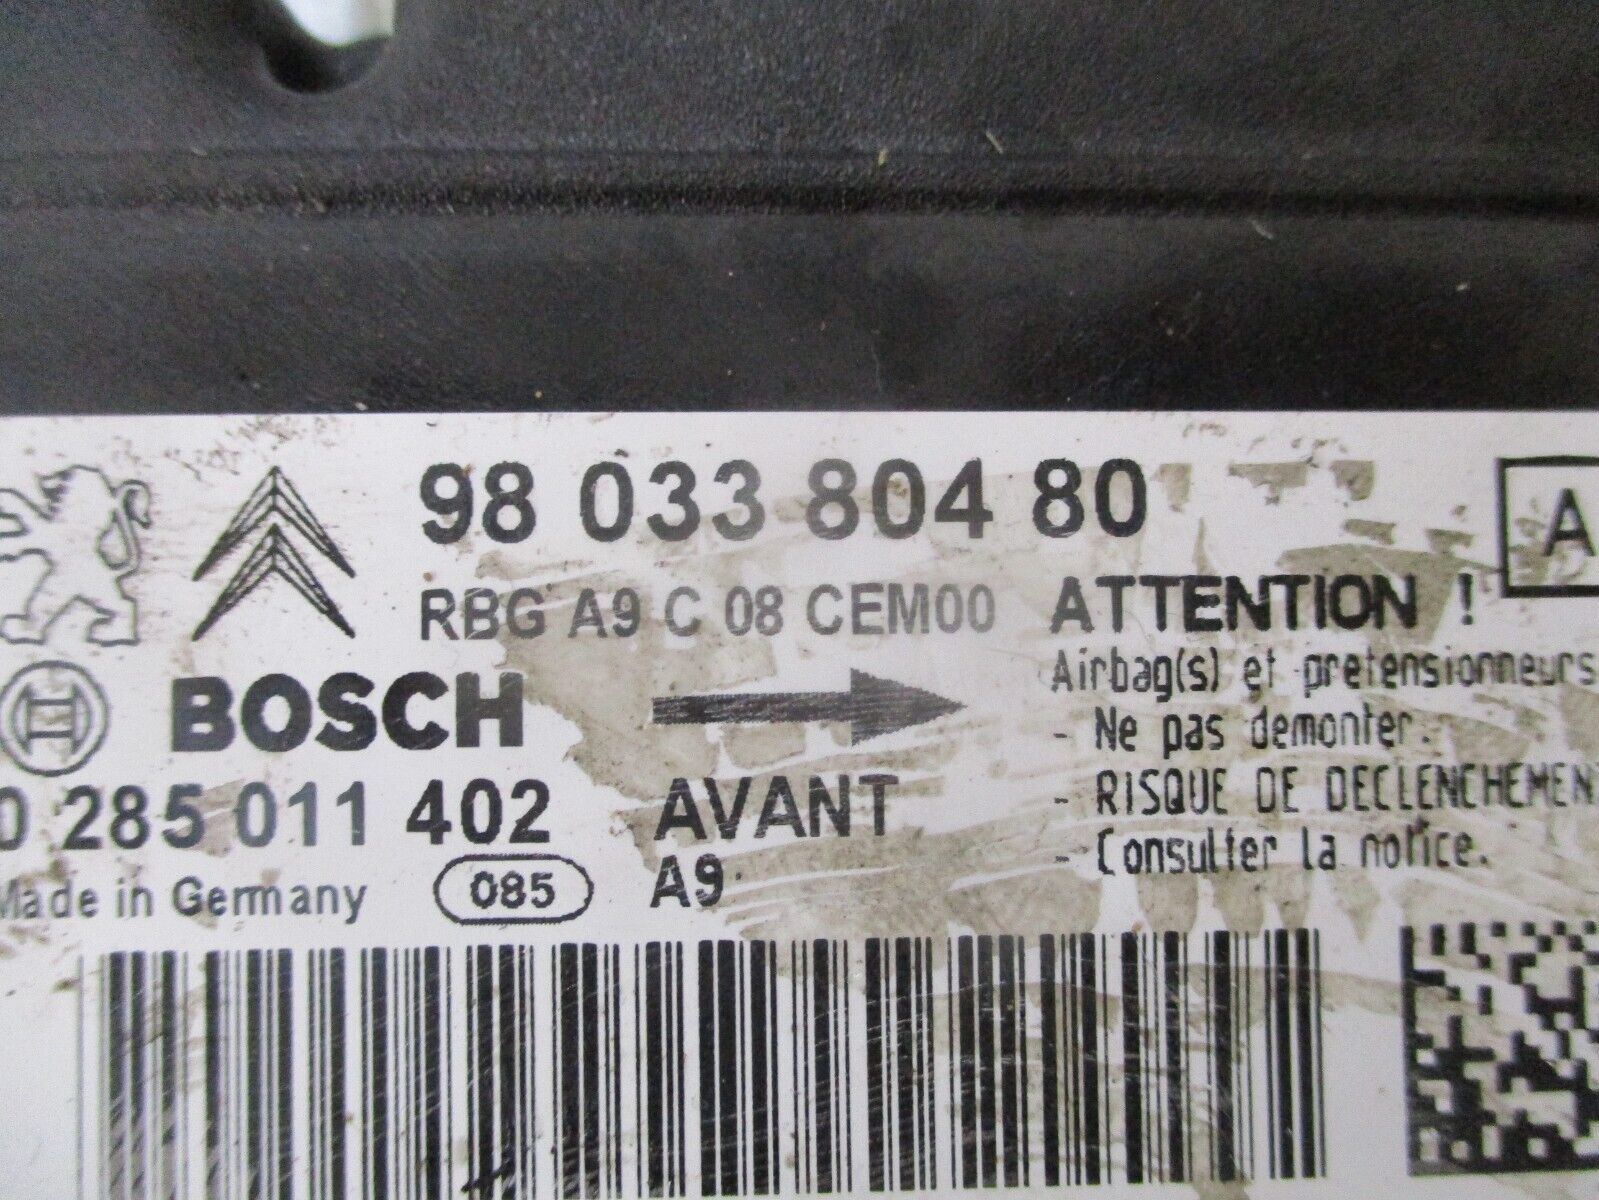 98 033 804 80
A
RBG A9 C 08 CEM00
ATTENTION !
Airbag(s) et pretensionneurs
- Ne pas demonter.
- RISQUE DE DECLENCHEMEN
- Consulter la notice.
BOSCH
0 285 011 402
AVANT
Made in Germany
085
A9